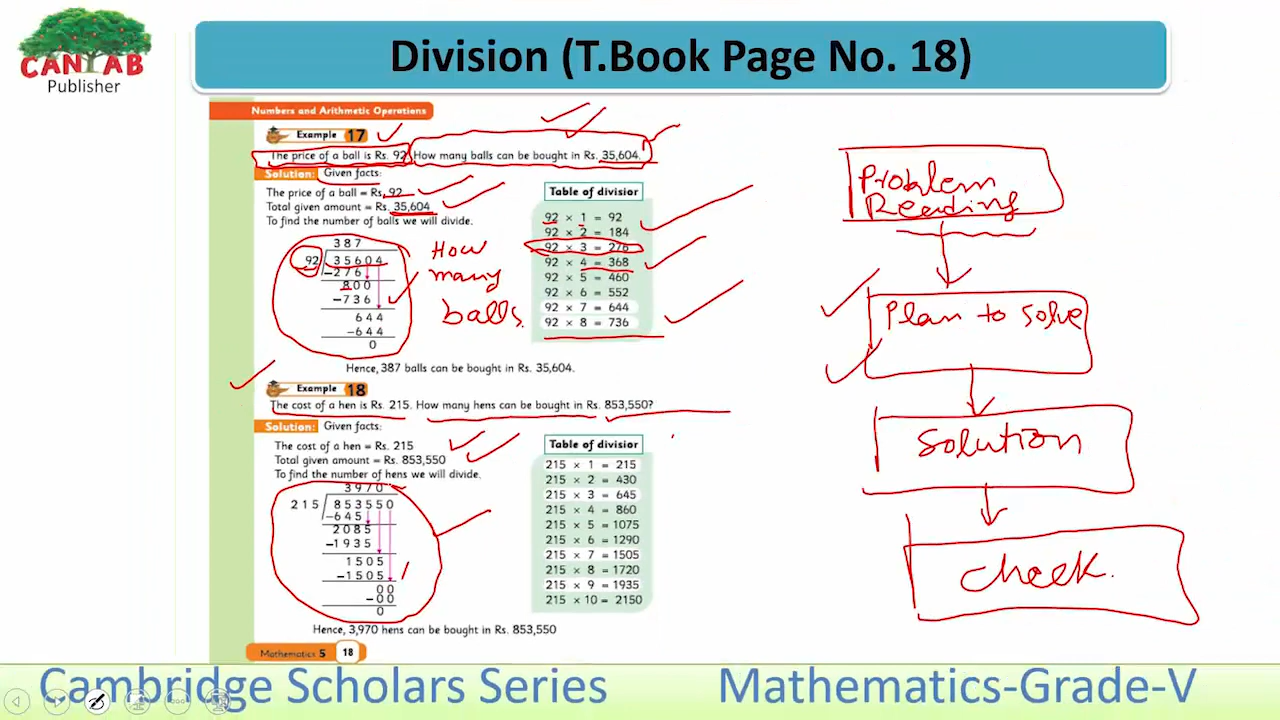 CANTAB
Publisher
Division (T.Book Page No. 18)
Numbers and Arithmetic Operations
Example 17
The price of a ball is Rs. 92. How many balls can be bought in Rs. 35,604.
Solution: Given facts:
The price of a ball = Rs. 92
Total given amount = Rs. 35,604
To find the number of balls we will divide.
387
92 35604
-276
800
-736
644
-644
0
How
many
balls.
Table of divisior
92 × 1 = 92
92 × 2 = 184
92 × 3 = 276
92 × 4 = 368
92 × 5 = 460
92 × 6 = 552
92 × 7 = 644
92 × 8 = 736
Hence, 387 balls can be bought in Rs. 35,604.
Example 18
The cost of a hen is Rs. 215. How many hens can be bought in Rs. 853,550?
Solution: Given facts:
The cost of a hen = Rs. 215
Total given amount = Rs. 853,550
To find the number of hens we will divide.
3970
215 853550
-645
2085
-1935
1505
-1505
00
-00
0
Table of divisior
215 × 1 = 215
215 × 2 = 430
215 × 3 = 645
215 × 4 = 860
215 × 5 = 1075
215 × 6 = 1290
215 × 7 = 1505
215 × 8 = 1720
215 × 9 = 1935
215 × 10 = 2150
Hence, 3,970 hens can be bought in Rs. 853,550
Mathematics 5 18
Problem
Reading
Plan to solve
Solution
Check.
Cambridge Scholars Series Mathematics-Grade-V